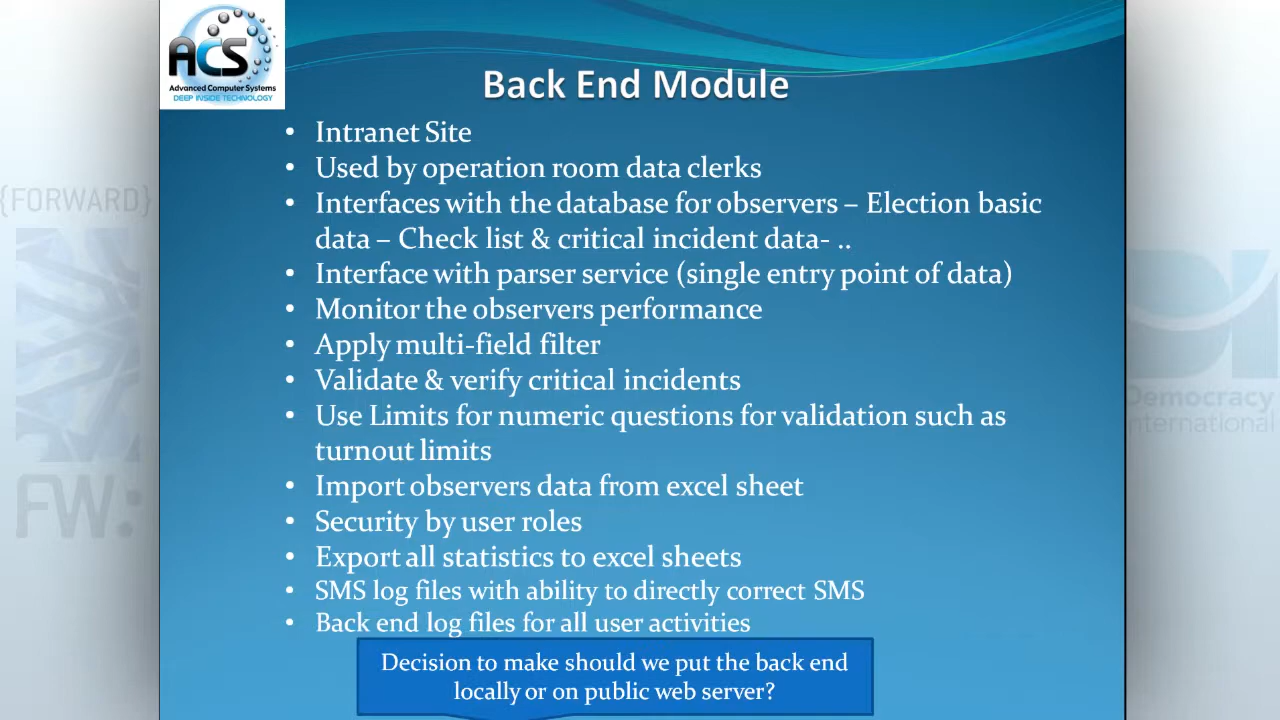 ACS
Advanced Computer Systems
DEEP INSIDE TECHNOLOGY
Back End Module
• Intranet Site
• Used by operation room data clerks
• Interfaces with the database for observers – Election basic
data – Check list & critical incident data- ..
• Interface with parser service (single entry point of data)
• Monitor the observers performance
• Apply multi-field filter
• Validate & verify critical incidents
• Use Limits for numeric questions for validation such as
turnout limits
• Import observers data from excel sheet
• Security by user roles
• Export all statistics to excel sheets
• SMS log files with ability to directly correct SMS
• Back end log files for all user activities
Decision to make should we put the back end
locally or on public web server?
{FORWARD}
FW:
DI
Democracy
International